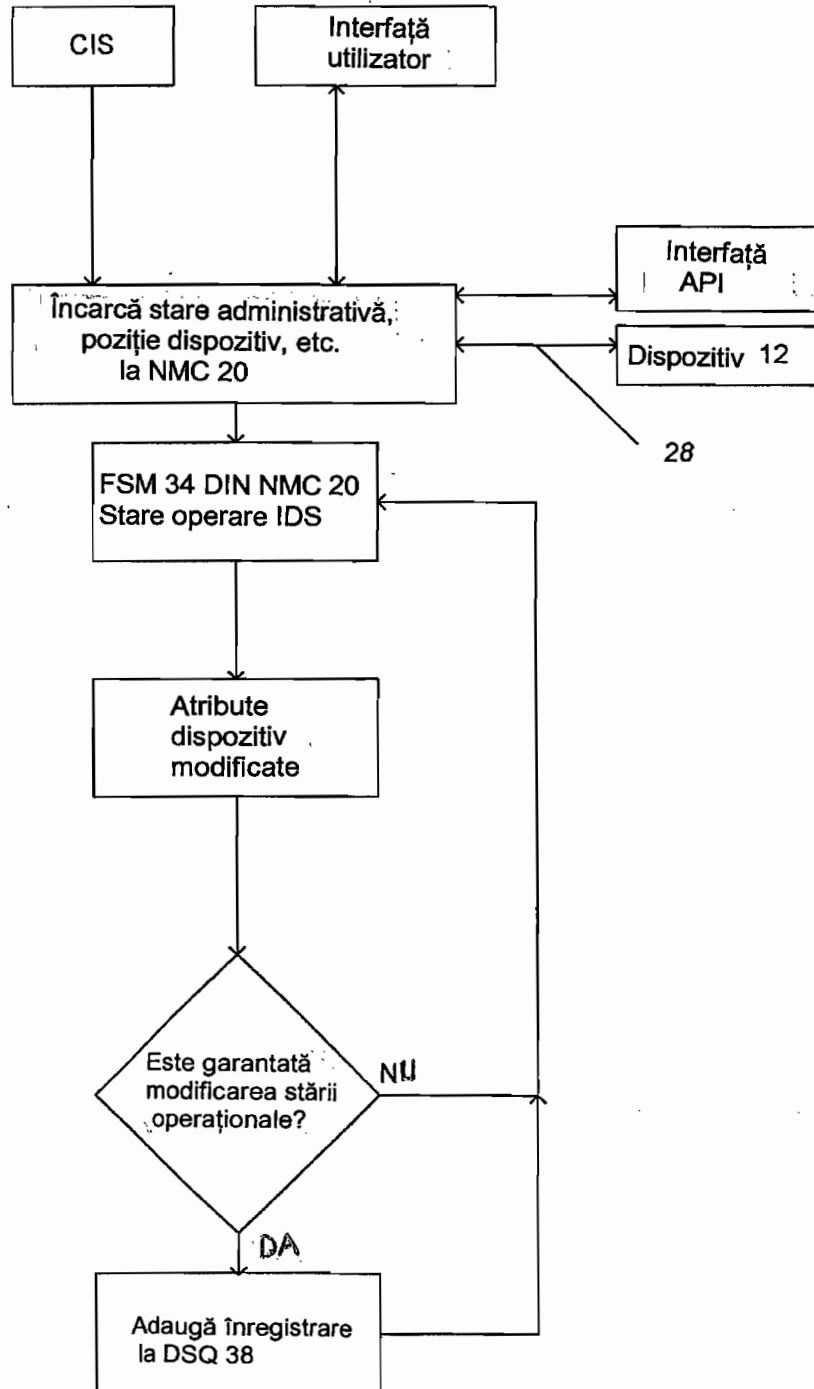 CIS
Interfață
utilizator
Interfață
API
Încarcă stare administrativă,
poziție dispozitiv, etc.
la NMC 20
Dispozitiv 12
28
FSM 34 DIN NMC 20
Stare operare IDS
Atribute
dispozitiv
modificate
Este garantată
modificarea stării
operaționale?
NU
DA
Adaugă înregistrare
la DSQ 38